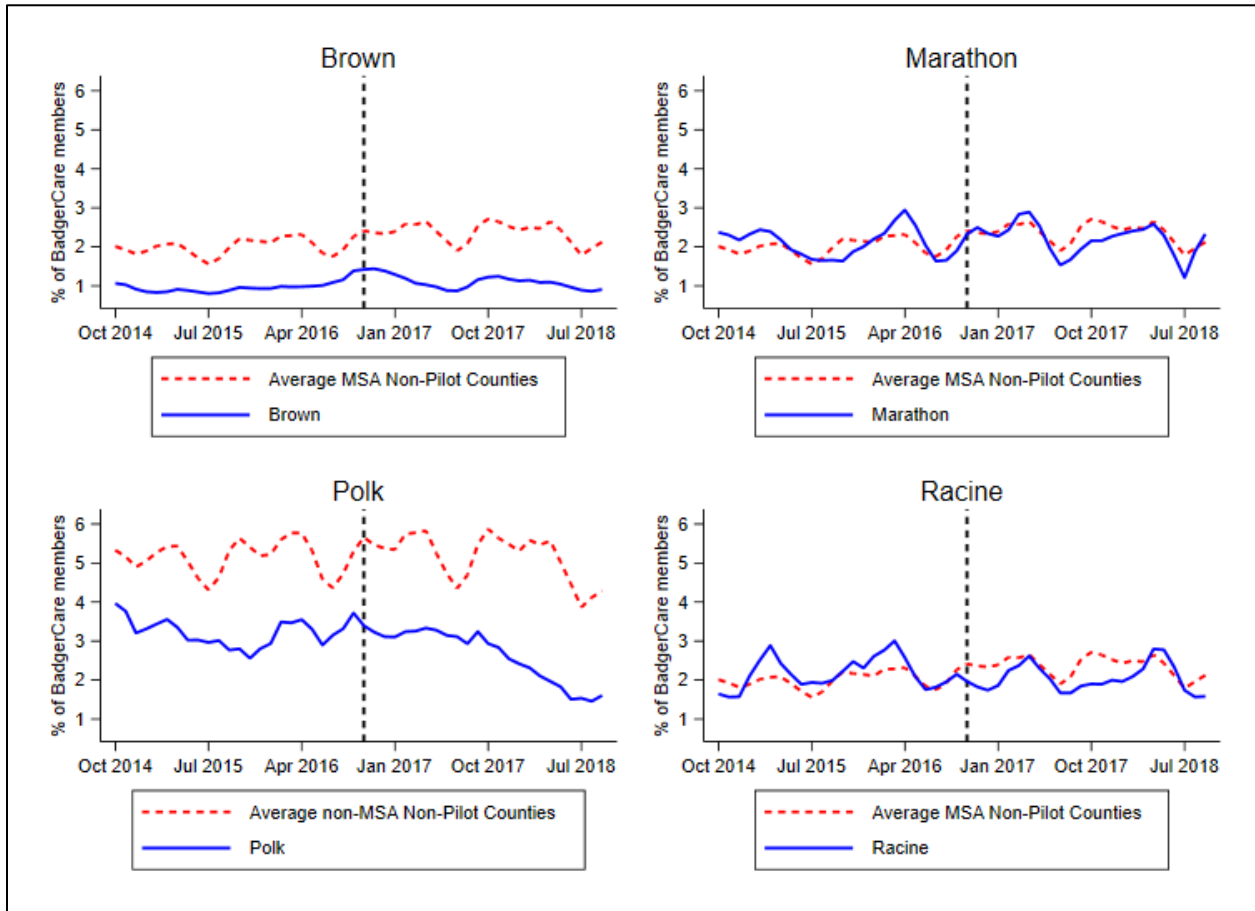 Brown
% of BadgerCare members
6
5
4
3
2
1
Oct 2014 Jul 2015 Apr 2016 Jan 2017 Oct 2017 Jul 2018
Average MSA Non-Pilot Counties
Brown
Marathon
% of BadgerCare members
6
5
4
3
2
1
Oct 2014 Jul 2015 Apr 2016 Jan 2017 Oct 2017 Jul 2018
Average MSA Non-Pilot Counties
Marathon
Polk
% of BadgerCare members
6
5
4
3
2
1
Oct 2014 Jul 2015 Apr 2016 Jan 2017 Oct 2017 Jul 2018
Average non-MSA Non-Pilot Counties
Polk
Racine
% of BadgerCare members
6
5
4
3
2
1
Oct 2014 Jul 2015 Apr 2016 Jan 2017 Oct 2017 Jul 2018
Average MSA Non-Pilot Counties
Racine